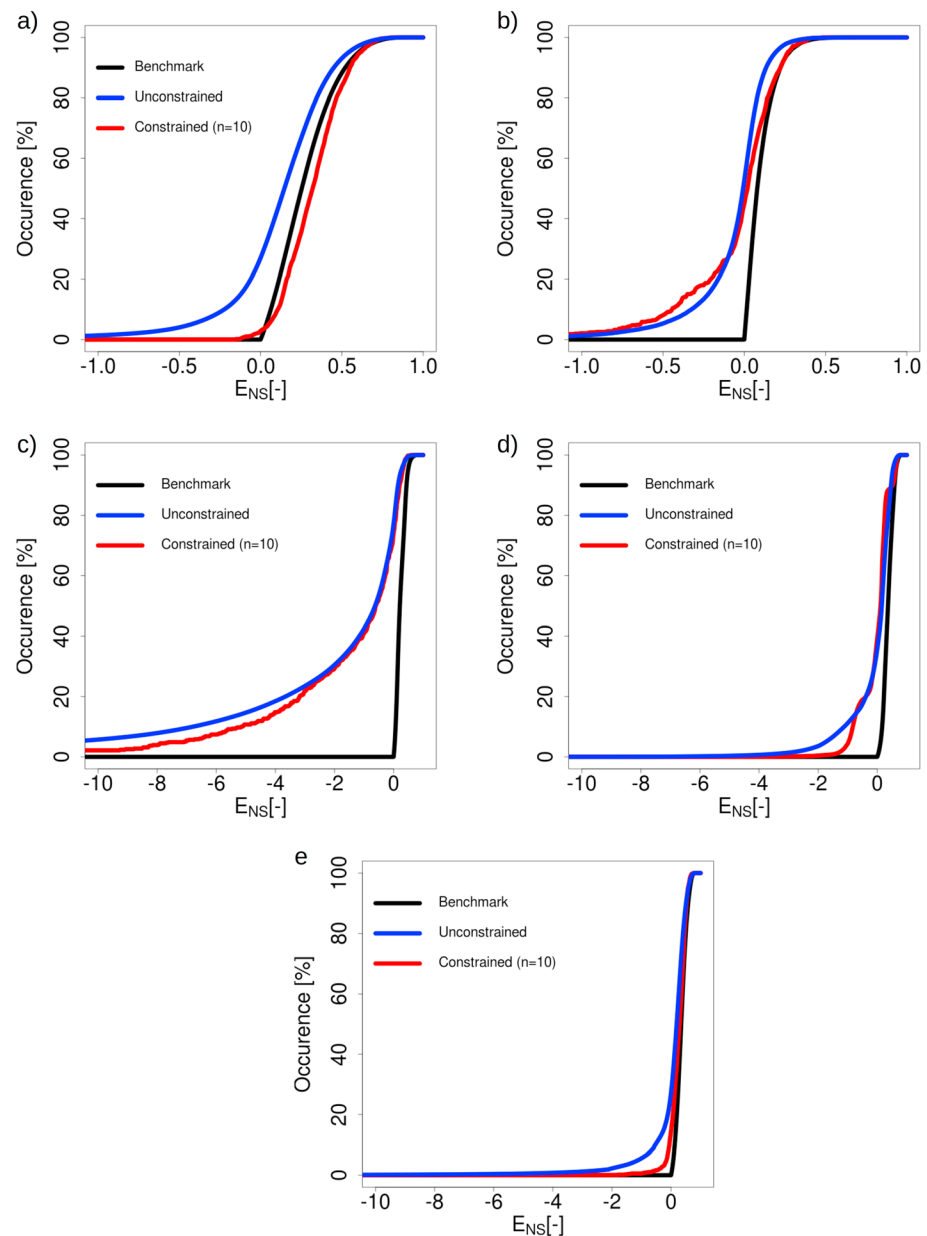 a)
Occurence [%]
100
80
60
40
20
0
Benchmark
Unconstrained
Constrained (n=10)
-1.0 -0.5 0.0 0.5 1.0
ENS[-]
b)
Occurence [%]
100
80
60
40
20
0
-1.0 -0.5 0.0 0.5 1.0
ENS[-]
c)
Occurence [%]
100
80
60
40
20
0
Benchmark
Unconstrained
Constrained (n=10)
-10 -8 -6 -4 -2 0
ENS[-]
d)
Occurence [%]
100
80
60
40
20
0
Benchmark
Unconstrained
Constrained (n=10)
-10 -8 -6 -4 -2 0
ENS[-]
e
Occurence [%]
100
80
60
40
20
0
Benchmark
Unconstrained
Constrained (n=10)
-10 -8 -6 -4 -2 0
ENS[-]